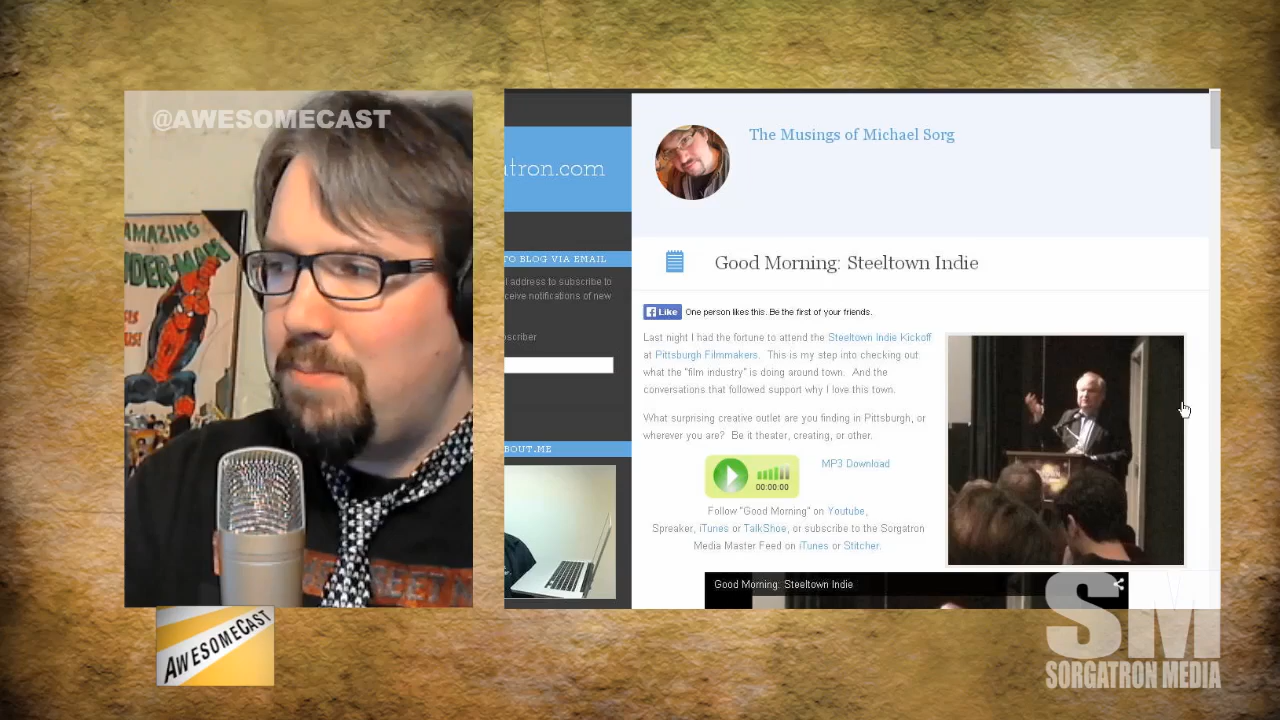 @AWESOMECAST
AMAZING
DER-MAN
AWESOMECAST
tron.com
TO BLOG VIA EMAIL
address to subscribe to
ceive notifications of new
scriber
BOUT.ME
The Musings of Michael Sorg
Good Morning: Steeltown Indie
Like One person likes this. Be the first of your friends.
Last night I had the fortune to attend the Steeltown Indie Kickoff
at Pittsburgh Filmmakers. This is my step into checking out
what the "film industry" is doing around town. And the
conversations that followed support why I love this town.
What surprising creative outlet are you finding in Pittsburgh, or
wherever you are? Be it theater, creating, or other.
00:00:00 MP3 Download
Follow "Good Morning" on Youtube,
Spreaker, iTunes or TalkShoe, or subscribe to the Sorgatron
Media Master Feed on iTunes or Stitcher.
Good Morning: Steeltown Indie
SM
SORGATRON MEDIA